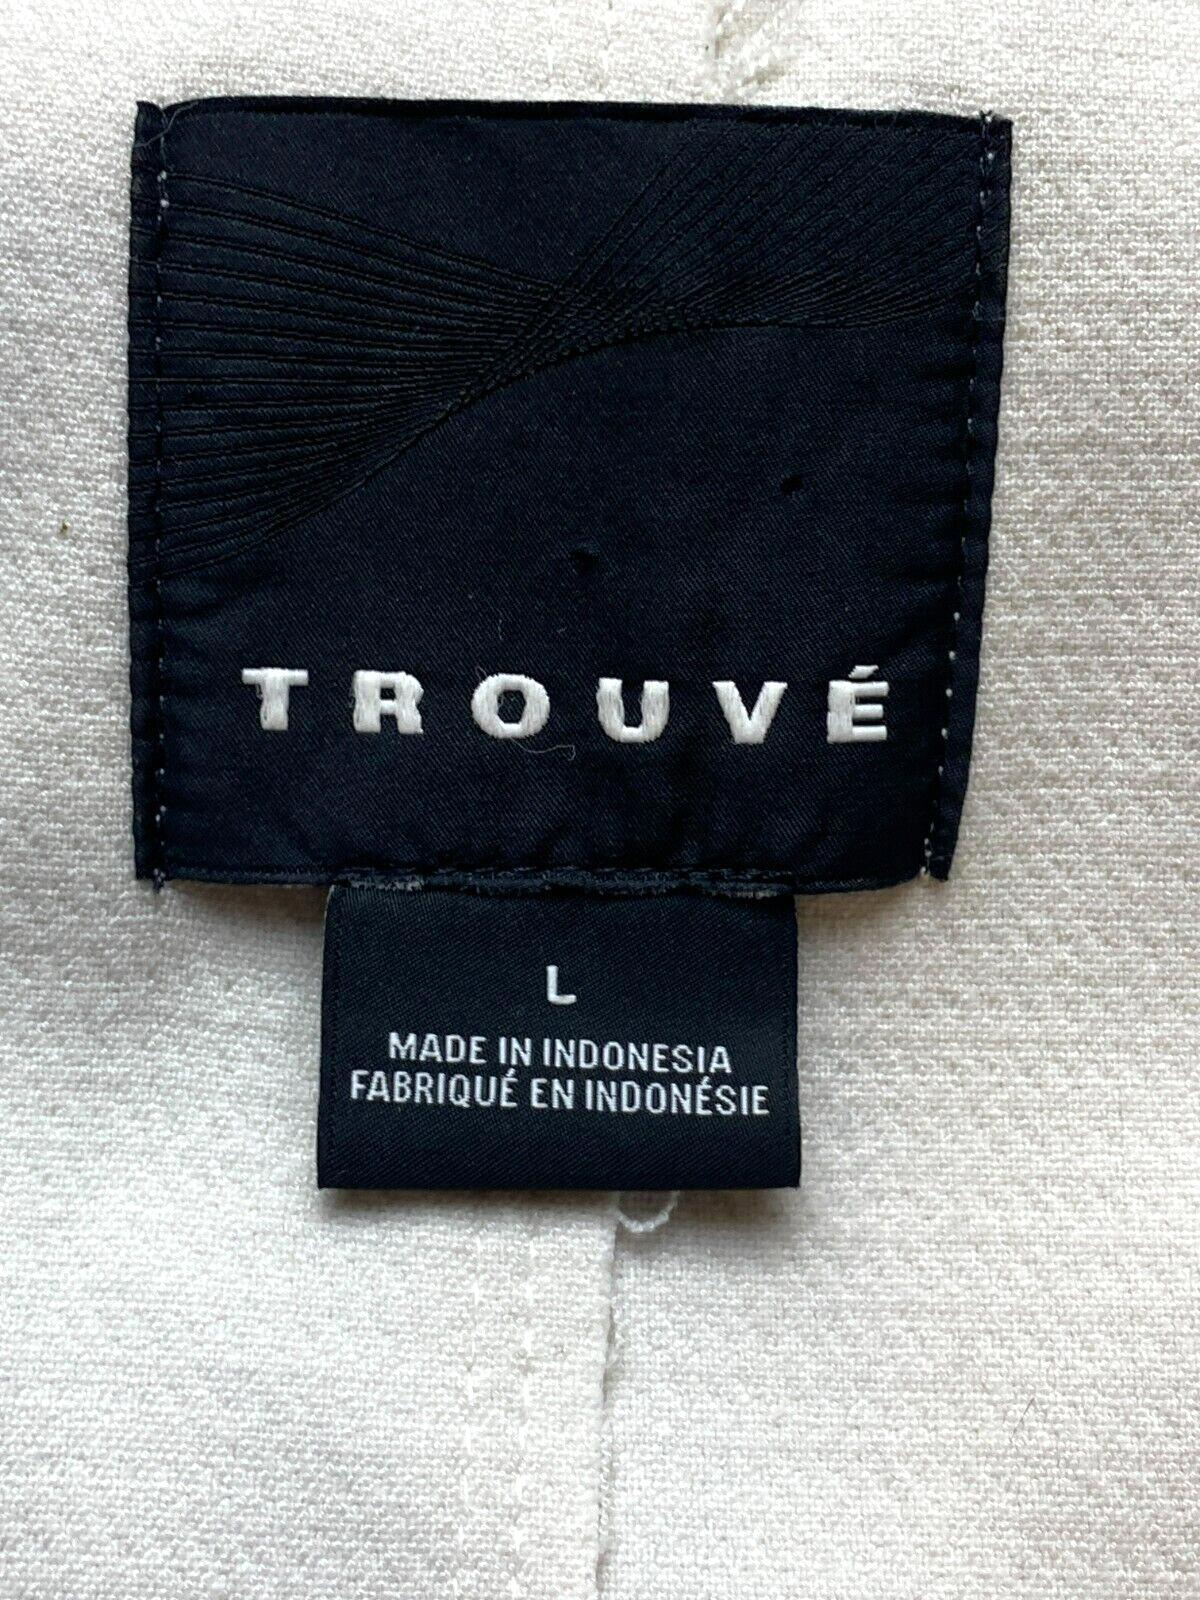 TROUVÉ
L
MADE IN INDONESIA
FABRIQUÉ EN INDONÉSIE